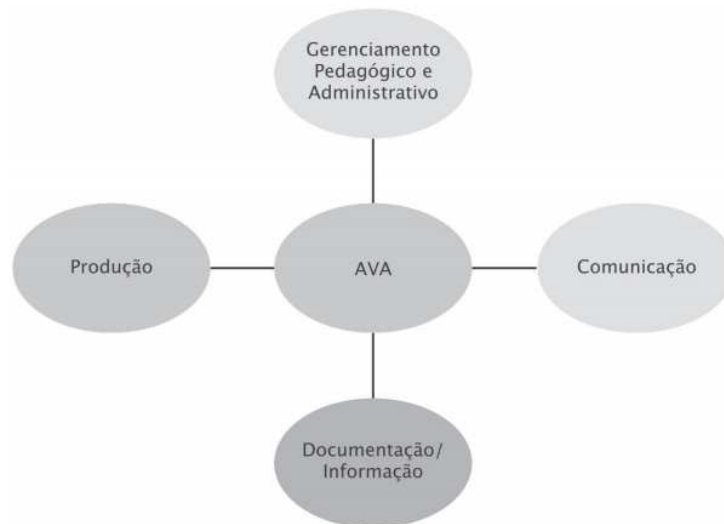 Gerenciamento
Pedagógico e
Administrativo
Produção
AVA
Comunicação
Documentação/
Informação